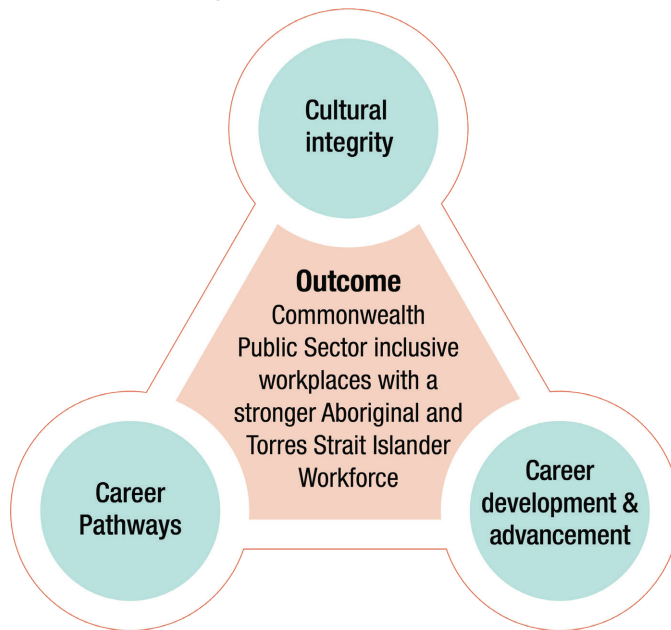 Cultural
integrity
Outcome
Commonwealth
Public Sector inclusive
workplaces with a
stronger Aboriginal and
Torres Strait Islander
Workforce
Career
Pathways
Career
development &
advancement